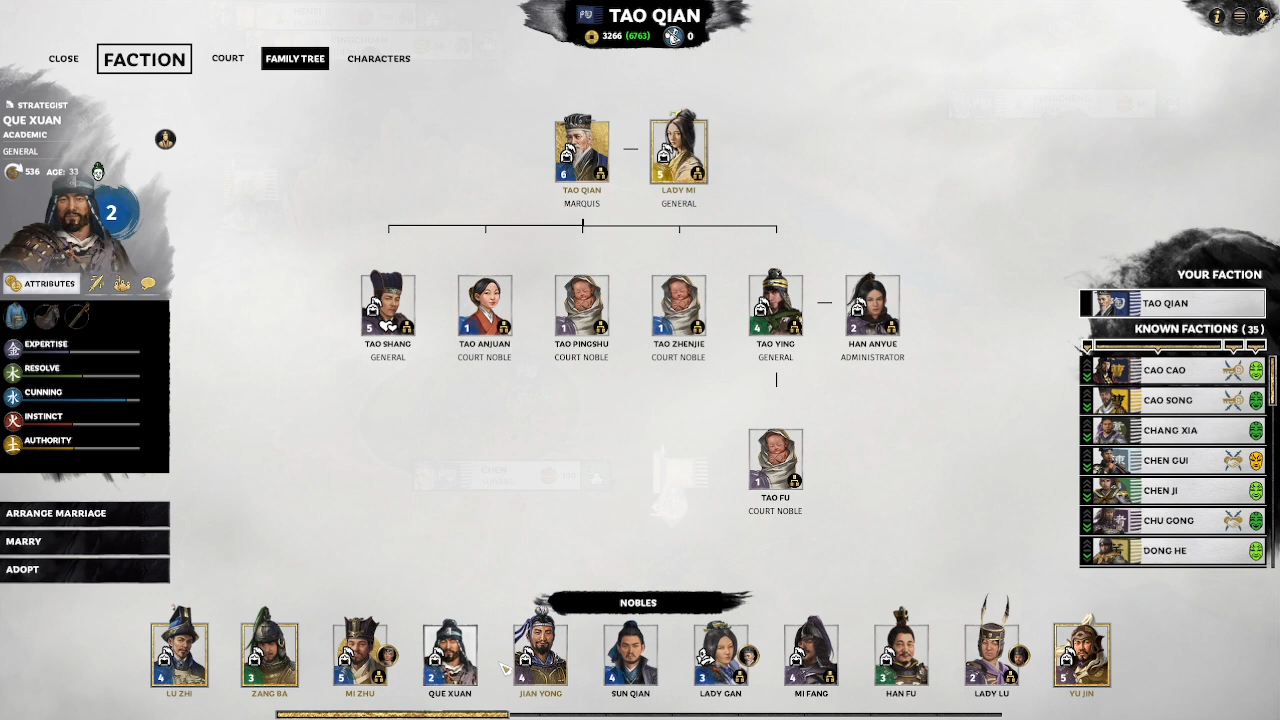 TAO QIAN
3266 (6763) 0
CLOSE FACTION COURT FAMILY TREE CHARACTERS
STRATEGIST
QUE XUAN
ACADEMIC
GENERAL
536 AGE: 33
2
ATTRIBUTES
金 EXPERTISE
木 RESOLVE
水 CUNNING
火 INSTINCT
土 AUTHORITY
ARRANGE MARRIAGE
MARRY
ADOPT
6 5
TAO QIAN LADY MI
MARQUIS GENERAL
5 1 1 1 4 2
TAO SHANG TAO ANJUAN TAO PINGSHU TAO ZHENJIE TAO YING HAN ANYUE
GENERAL COURT NOBLE COURT NOBLE COURT NOBLE GENERAL ADMINISTRATOR
1
TAO FU
COURT NOBLE
YOUR FACTION
TAO QIAN
KNOWN FACTIONS (35)
CAO CAO
CAO SONG
CHANG XIA
CHEN GUI
CHEN JI
CHU GONG
DONG HE
NOBLES
4 3 5 2 4 4 3 4 3 2 5
LU ZHI ZANG BA MI ZHU QUE XUAN JIAN YONG SUN QIAN LADY GAN MI FANG HAN FU LADY LU YU JIN